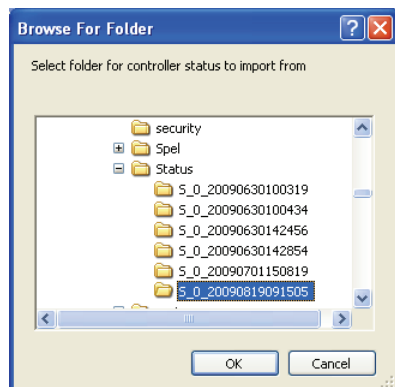 Browse For Folder
Select folder for controller status to import from
security
Spel
Status
S_0_20090630100319
S_0_20090630100434
S_0_20090630142456
S_0_20090630142854
S_0_20090701150819
S_0_20090819091505
OK Cancel